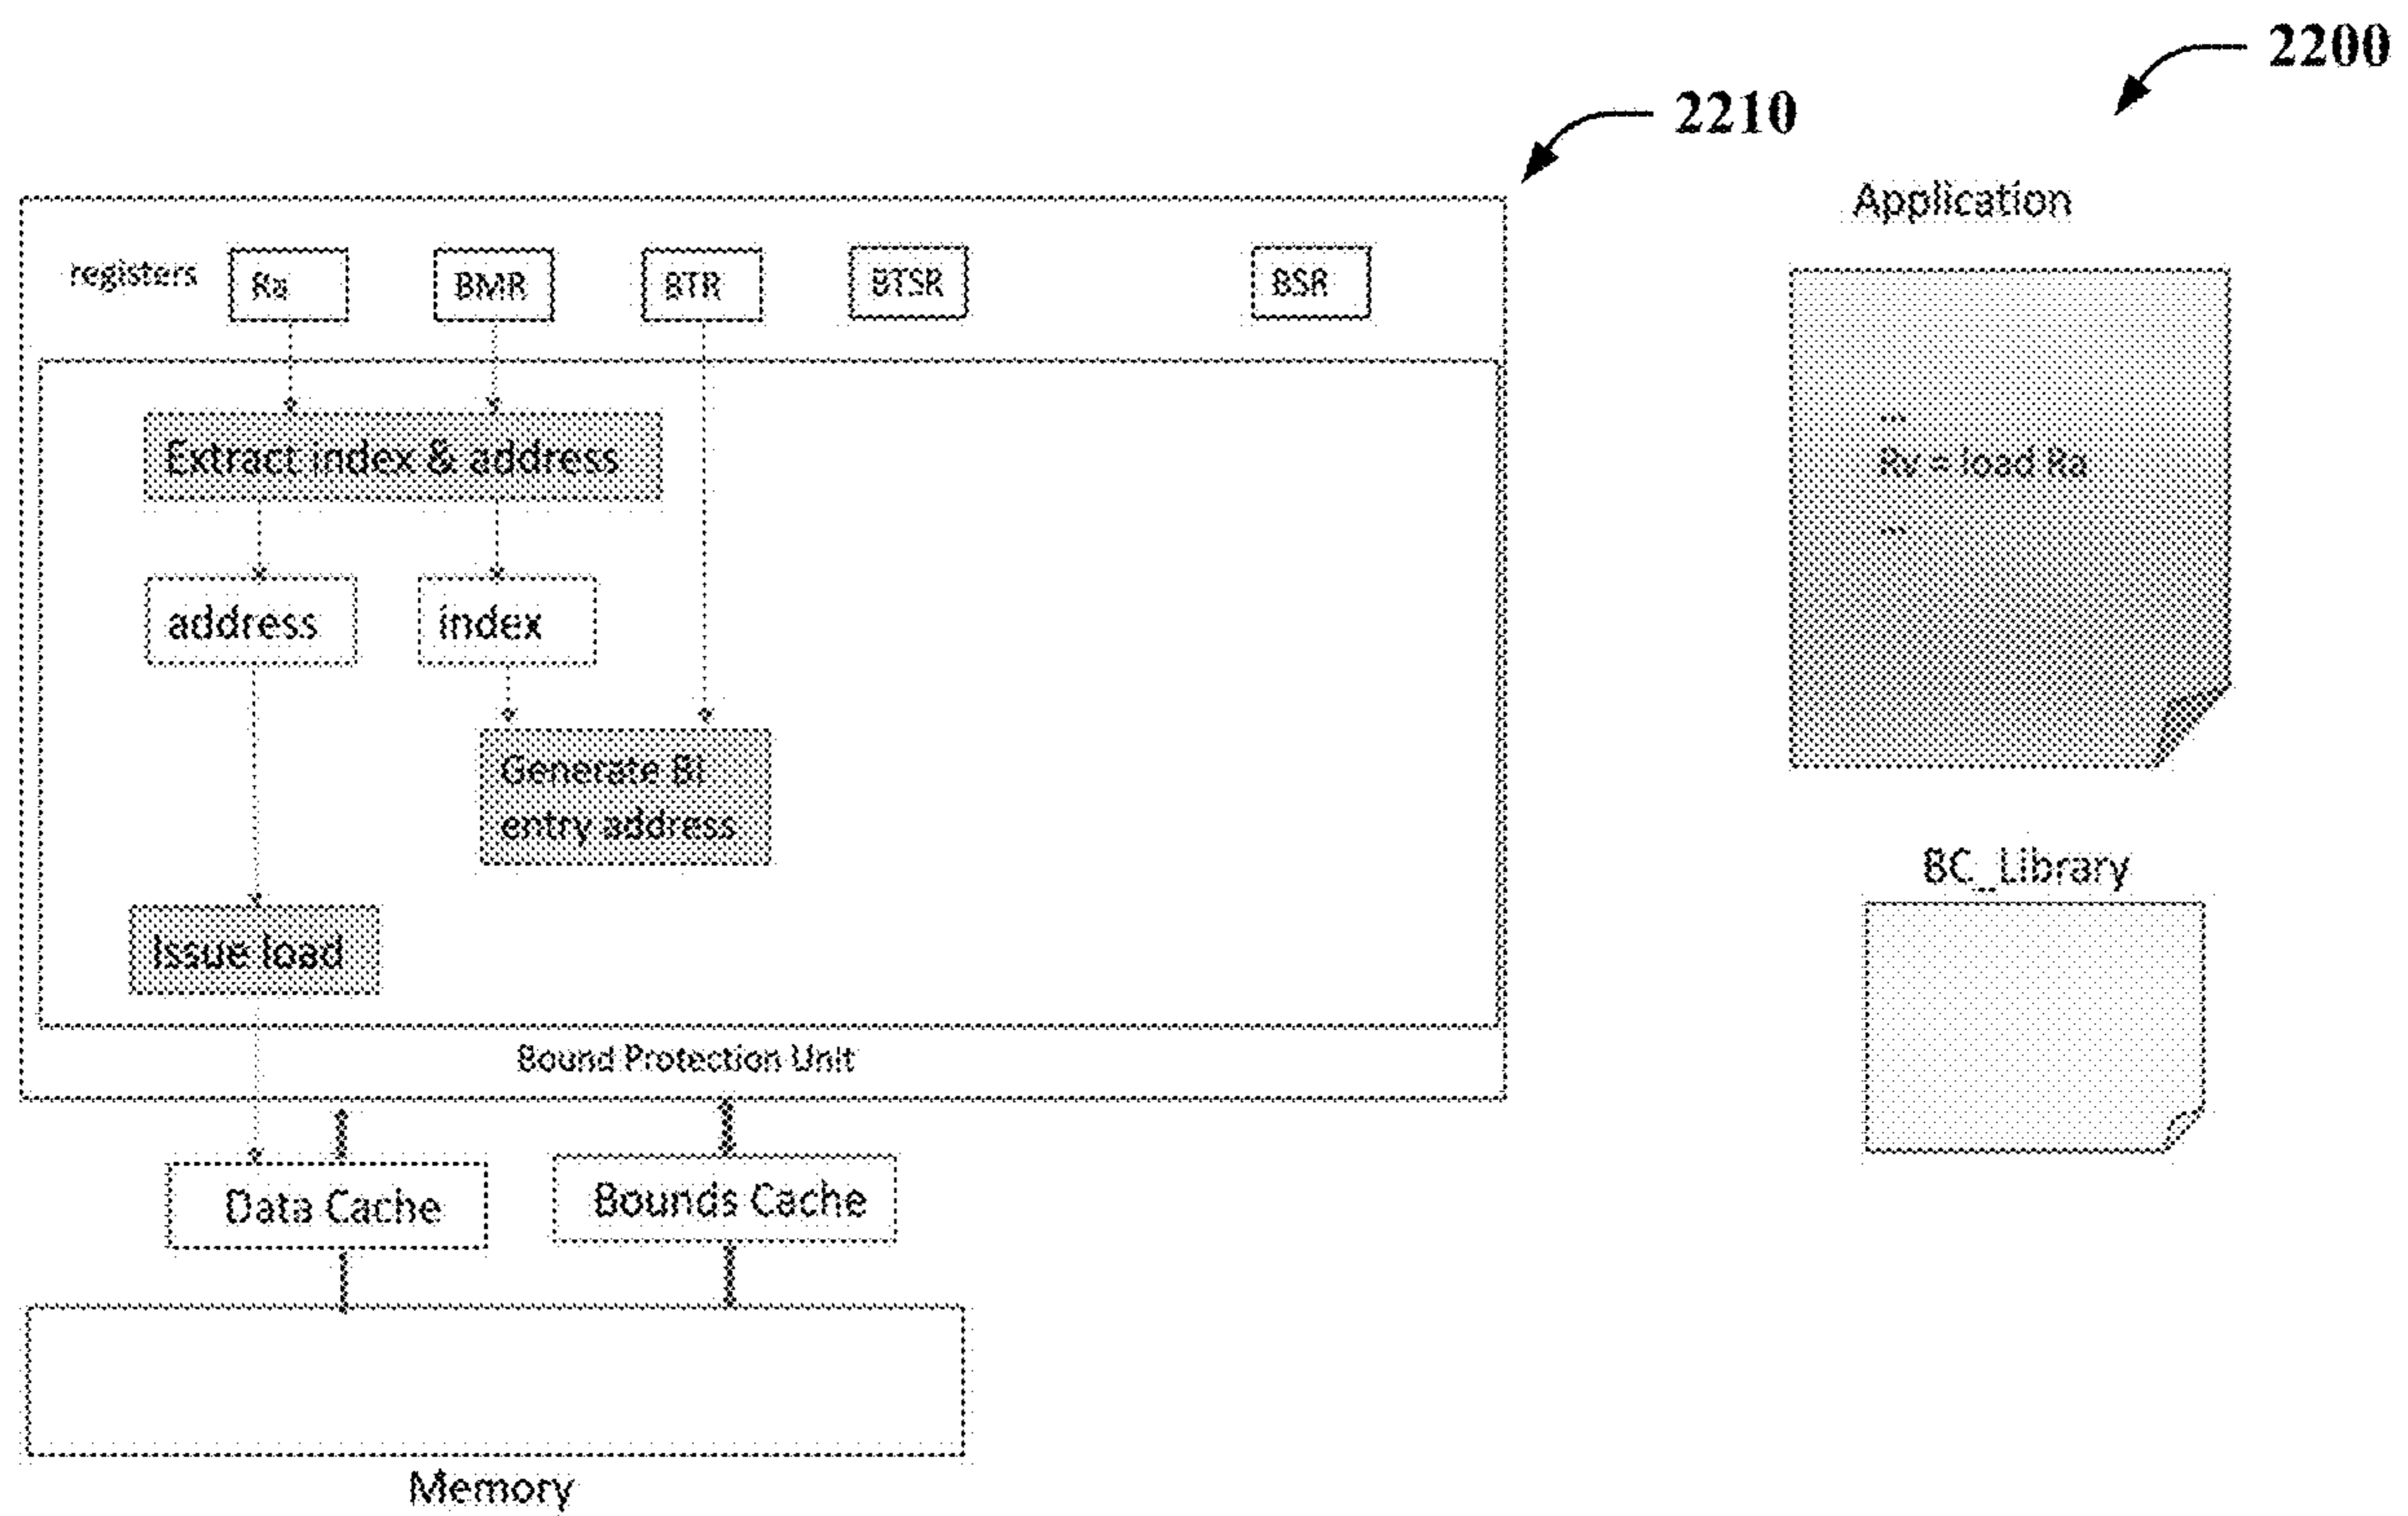 2200
2210
Application
registers
Ra
BMR
BTR
BTSR
BSR
...
Extract index & address
Rv = load Ra
...
address
index
Generate BI
entry address
BC_Library
Issue load
Bound Protection Unit
Data Cache
Bounds Cache
Memory